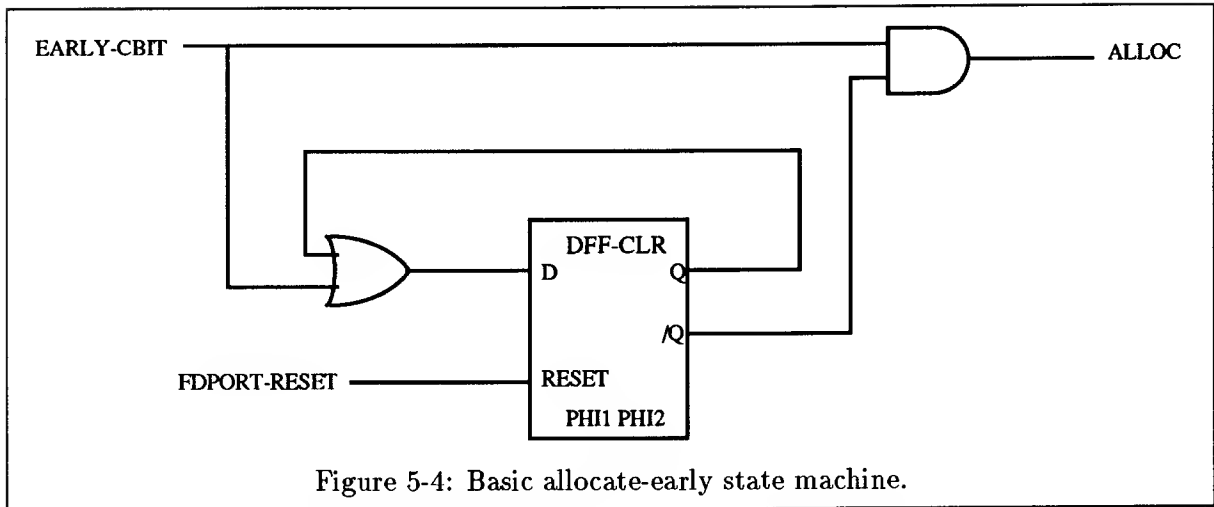 EARLY-CBIT
ALLOC
DFF-CLR
D
Q
/Q
FDPORT-RESET
RESET
PHI1 PHI2
Figure 5-4: Basic allocate-early state machine.